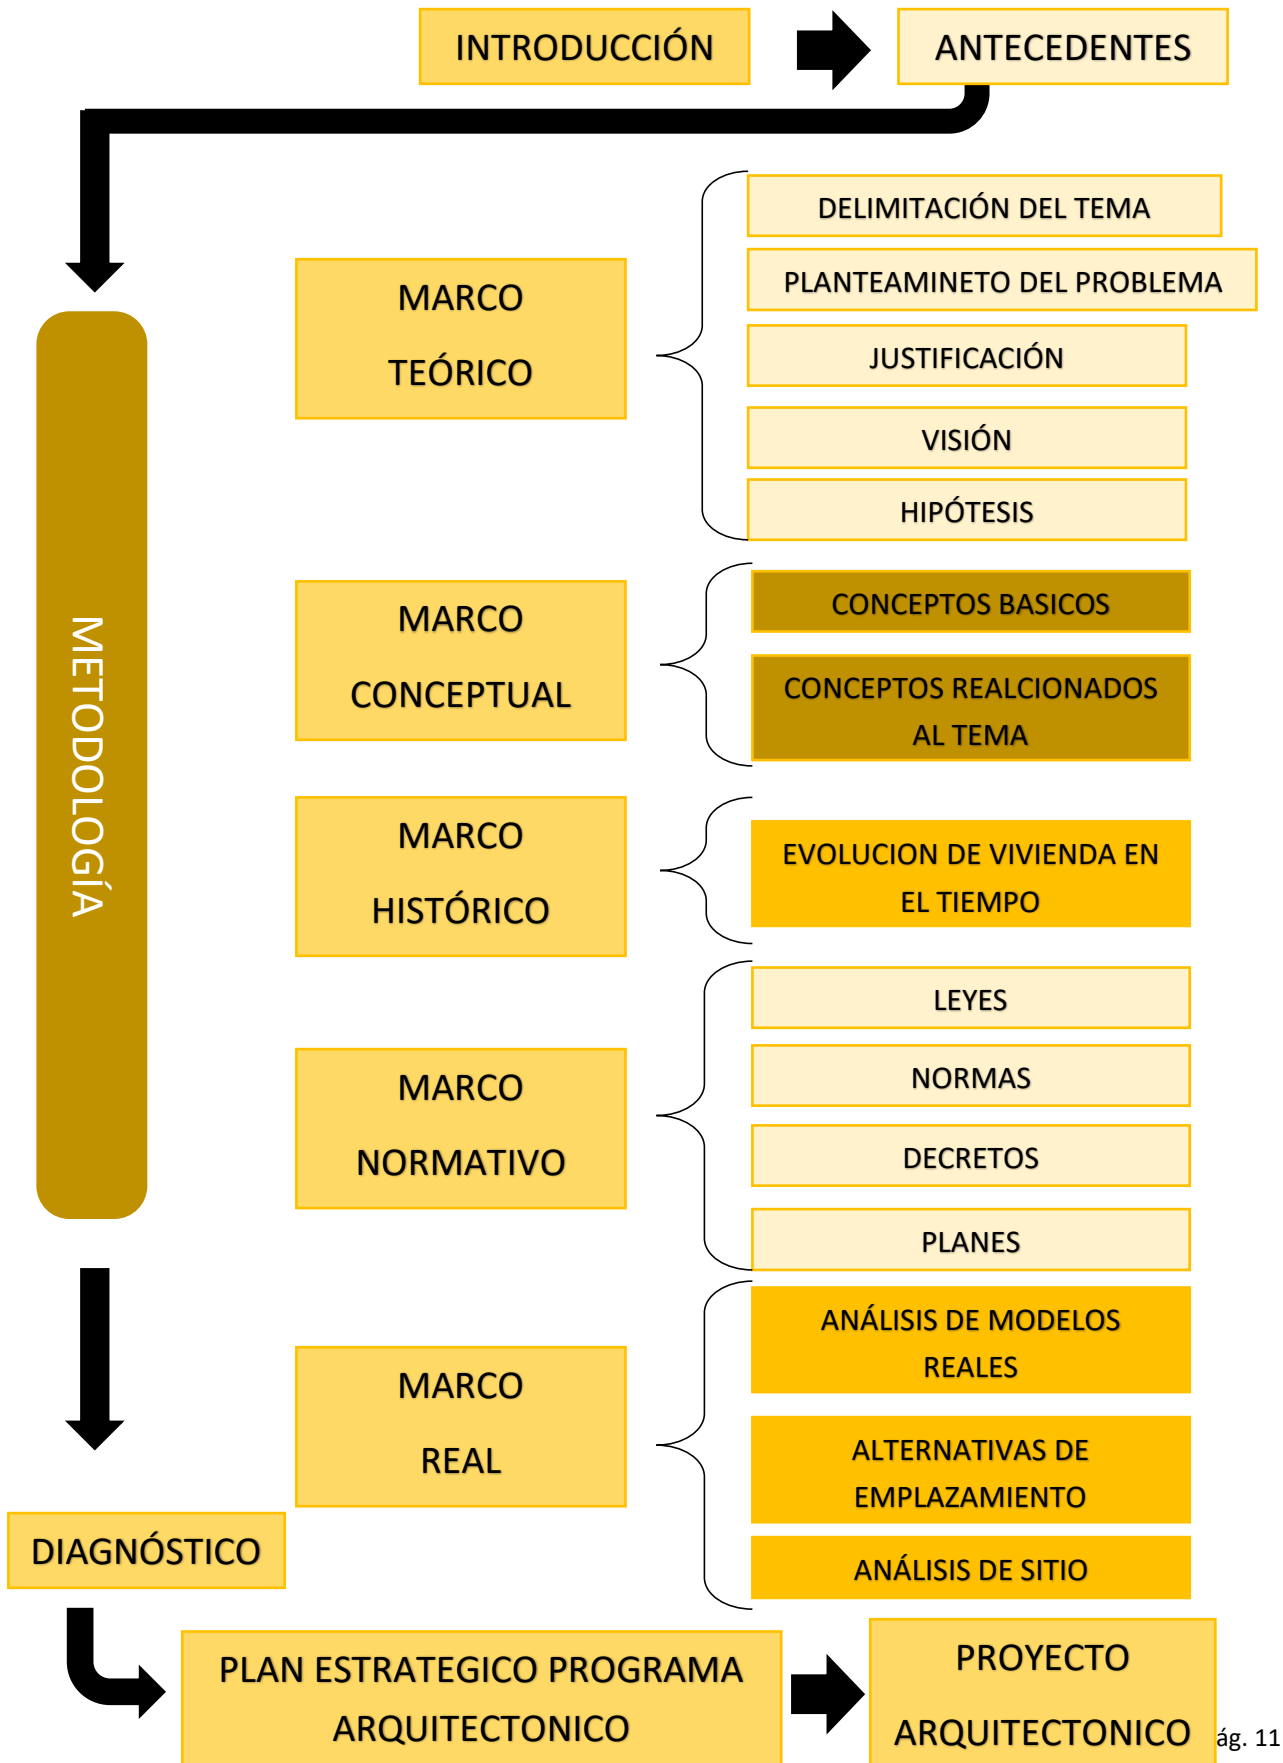 INTRODUCCIÓN
ANTECEDENTES
METODOLOGÍA
MARCO
TEÓRICO
DELIMITACIÓN DEL TEMA
PLANTEAMINETO DEL PROBLEMA
JUSTIFICACIÓN
VISIÓN
HIPÓTESIS
MARCO
CONCEPTUAL
CONCEPTOS BASICOS
CONCEPTOS REALCIONADOS
AL TEMA
MARCO
HISTÓRICO
EVOLUCION DE VIVIENDA EN
EL TIEMPO
MARCO
NORMATIVO
LEYES
NORMAS
DECRETOS
PLANES
MARCO
REAL
ANÁLISIS DE MODELOS
REALES
ALTERNATIVAS DE
EMPLAZAMIENTO
ANÁLISIS DE SITIO
DIAGNÓSTICO
PLAN ESTRATEGICO PROGRAMA
ARQUITECTONICO
PROYECTO
ARQUITECTONICO
ág. 11